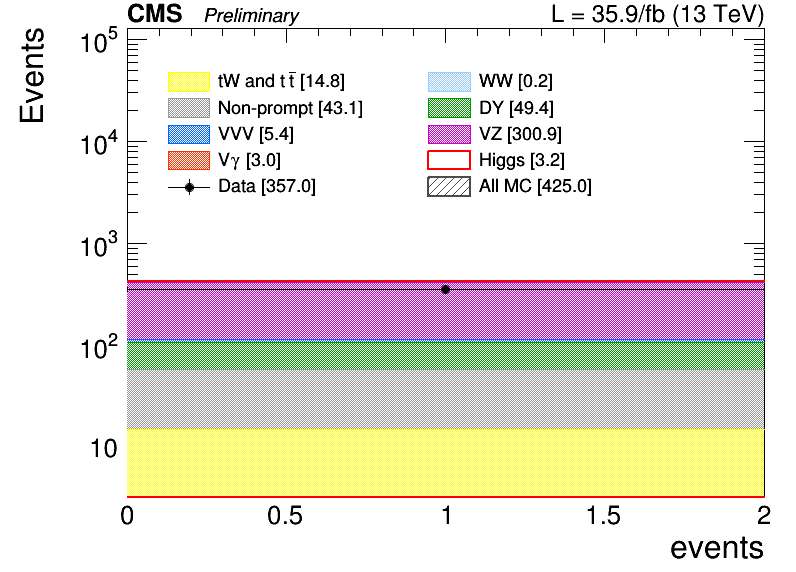 CMS Preliminary L = 35.9/fb (13 TeV)
Events
10^5
10^4
10^3
10^2
10
tW and t t̄ [14.8] WW [0.2]
Non-prompt [43.1] DY [49.4]
VVV [5.4] VZ [300.9]
Vγ [3.0] Higgs [3.2]
Data [357.0] All MC [425.0]
0 0.5 1 1.5 2
events